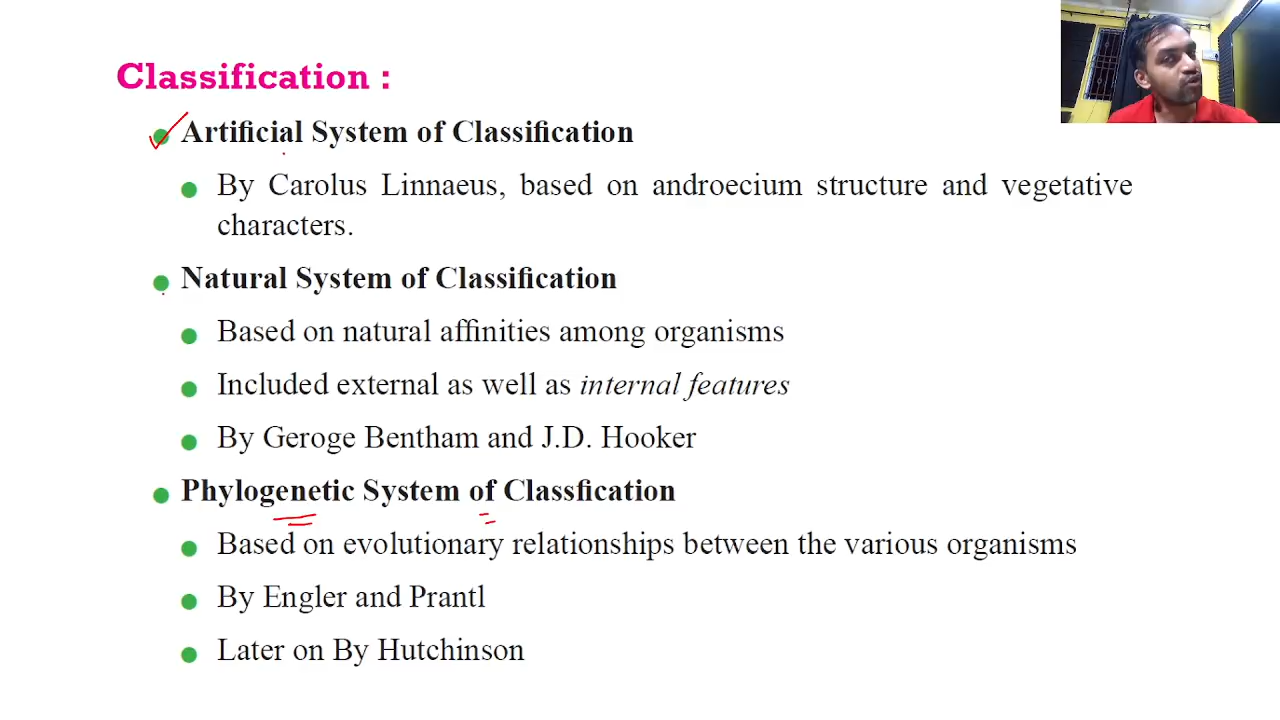 Classification :
Artificial System of Classification
By Carolus Linnaeus, based on androecium structure and vegetative
characters.
Natural System of Classification
Based on natural affinities among organisms
Included external as well as internal features
By Geroge Bentham and J.D. Hooker
Phylogenetic System of Classfication
Based on evolutionary relationships between the various organisms
By Engler and Prantl
Later on By Hutchinson